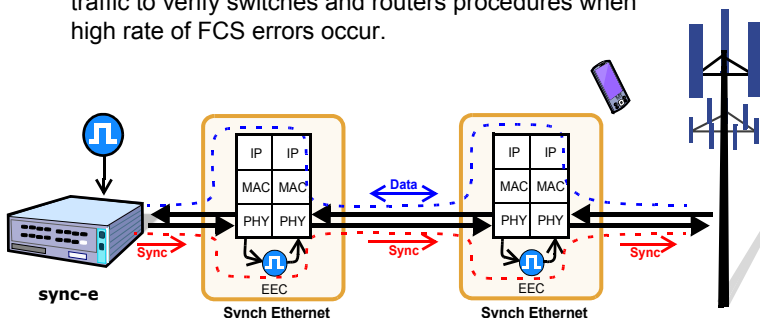 traffic to verify switches and routers procedures when
high rate of FCS errors occur.
IP IP
MAC MAC
PHY PHY
EEC
Synch Ethernet
IP IP
MAC MAC
PHY PHY
EEC
Synch Ethernet
Data
Sync
Sync
Sync
sync-e